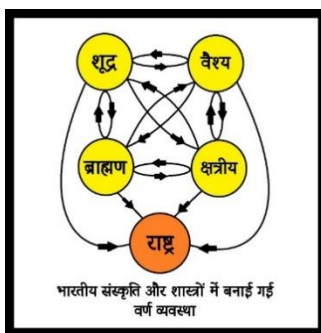 शूद्र
वैश्य
ब्राह्मण
क्षत्रीय
राष्ट्र
भारतीय संस्कृति और शास्त्रों में बनाई गई
वर्ण व्यवस्था